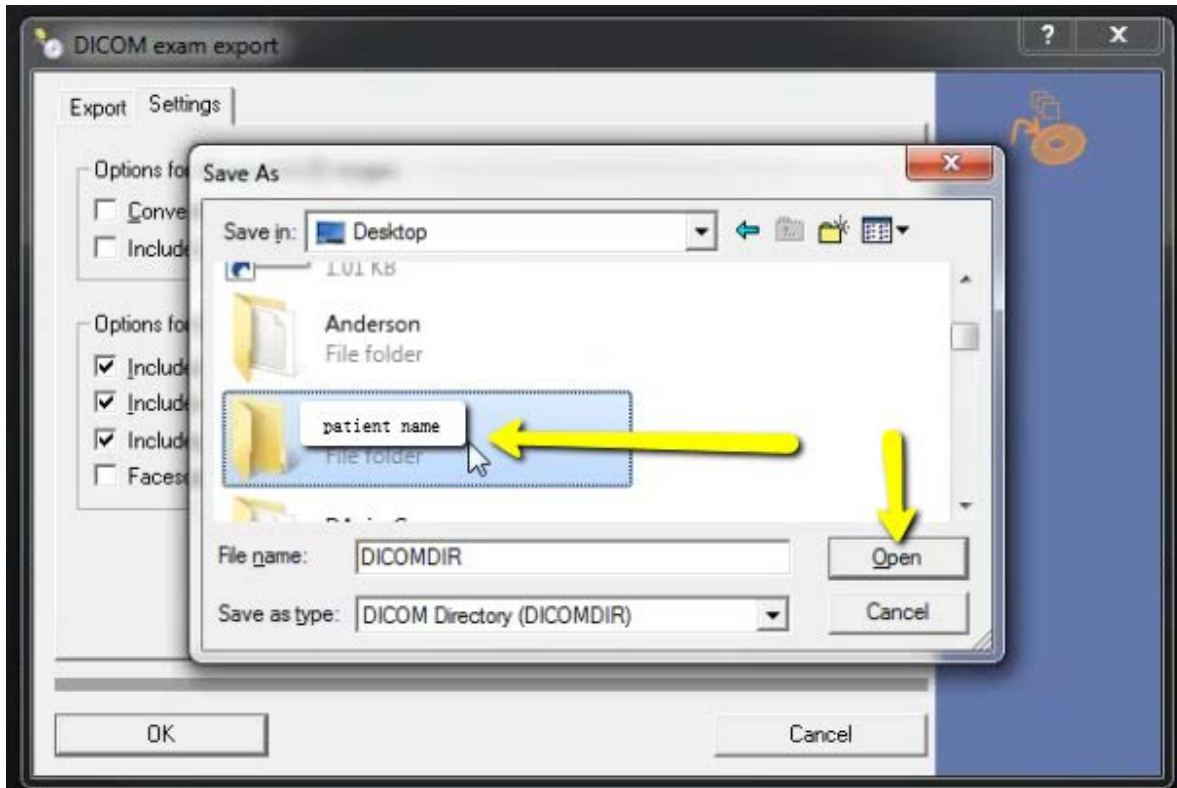 DICOM exam export
? X
Export Settings
Options fo
Save As
X
Conve
Save in: Desktop
Include
1.01 KB
Anderson
File folder
Options fo
Include
Include
patient name
Include
File folder
Faces
File name: DICOMDIR
Open
Save as type: DICOM Directory (DICOMDIR)
Cancel
OK
Cancel